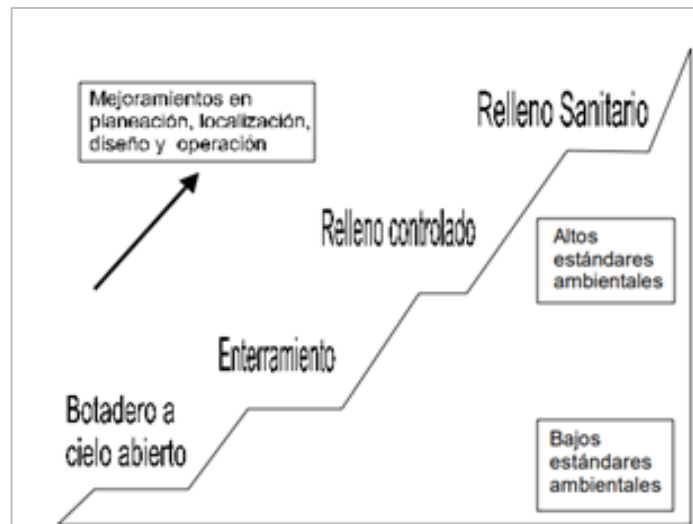 Mejoramientos en
planeación, localización,
diseño y operación
Relleno Sanitario
Relleno controlado
Altos
estándares
ambientales
Enterramiento
Botadero a
cielo abierto
Bajos
estándares
ambientales